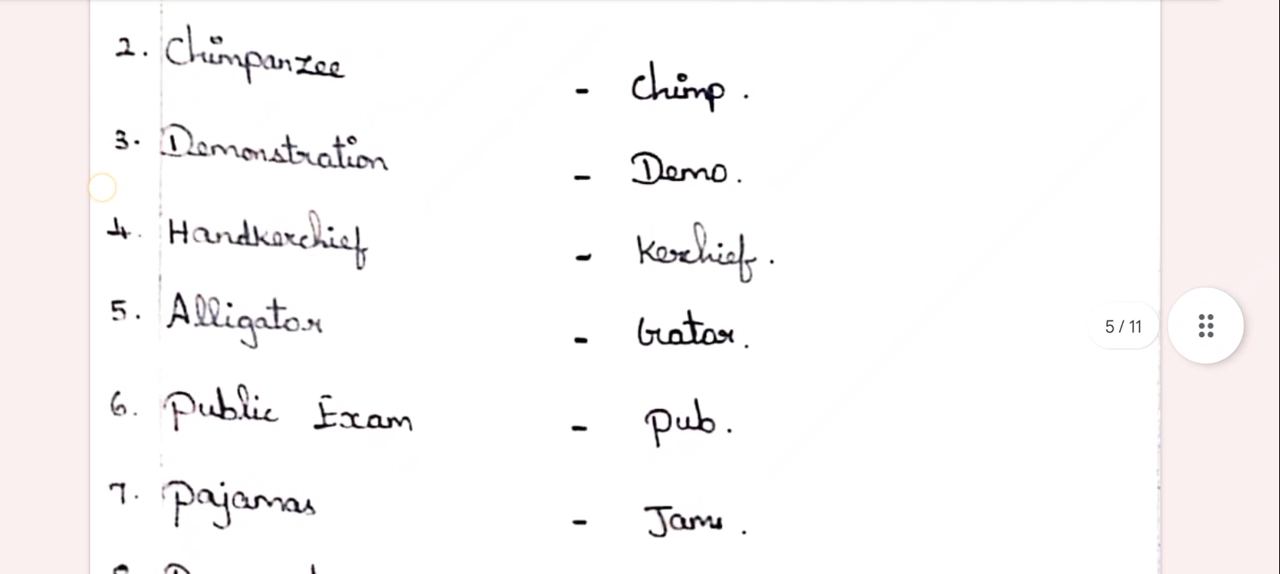 2. Chimpanzee - Chimp.
3. Demonstration - Demo.
4. Handkerchief - Kerchief.
5. Alligator - Gator.
6. Public Exam - Pub.
5 / 11
7. Pajamas - Jams.